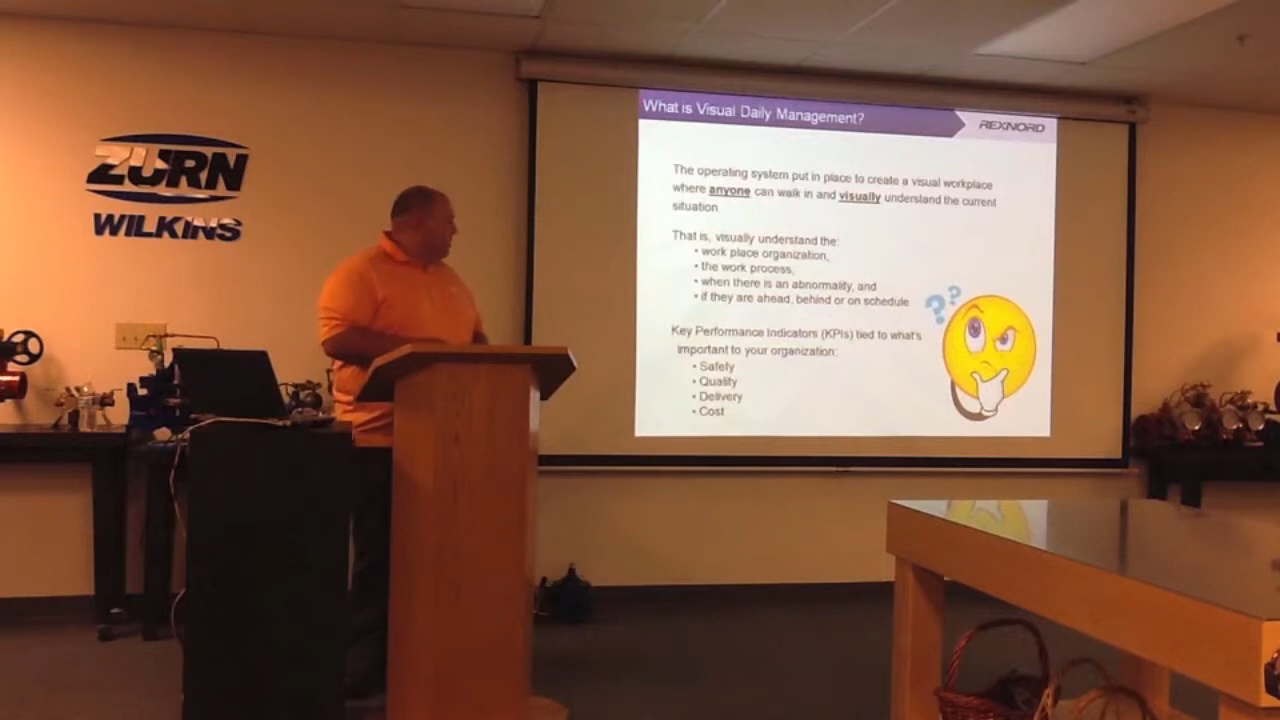 ZURN
WILKINS
What is Visual Daily Management?
REXNORD
The operating system put in place to create a visual workplace
where anyone can walk in and visually understand the current
situation
That is, visually understand the:
• work place organization,
• the work process,
• when there is an abnormality, and
• if they are ahead, behind or on schedule
??
Key Performance Indicators (KPIs) tied to what's
important to your organization:
• Safety
• Quality
• Delivery
• Cost